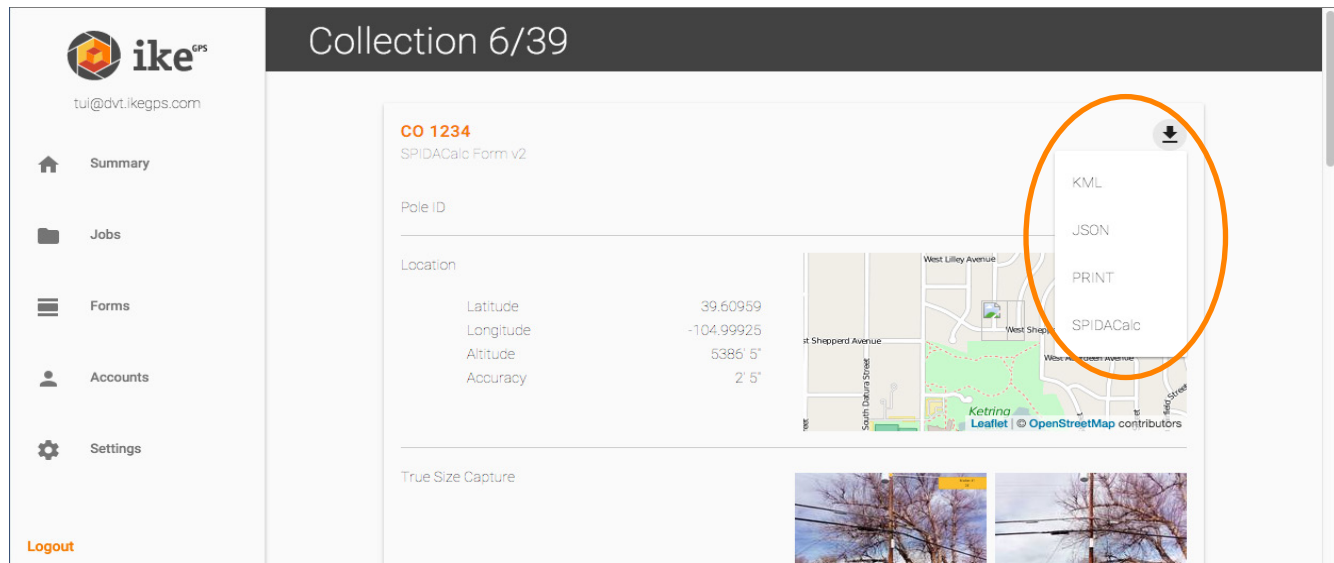 ike GPS
tui@dvt.ikegps.com
Summary
Jobs
Forms
Accounts
Settings
Logout
Collection 6/39
CO 1234
SPIDACalc Form v2
Pole ID
Location
Latitude 39.60959
Longitude -104.99925
Altitude 5386' 5"
Accuracy 2' 5"
KML
JSON
PRINT
SPIDACalc
West Lilley Avenue
West Shepp
st Shepperd Avenue
West Aberdeen Avenue
South Datura Street
Street
Ketring
Leaflet | © OpenStreetMap contributors
True Size Capture